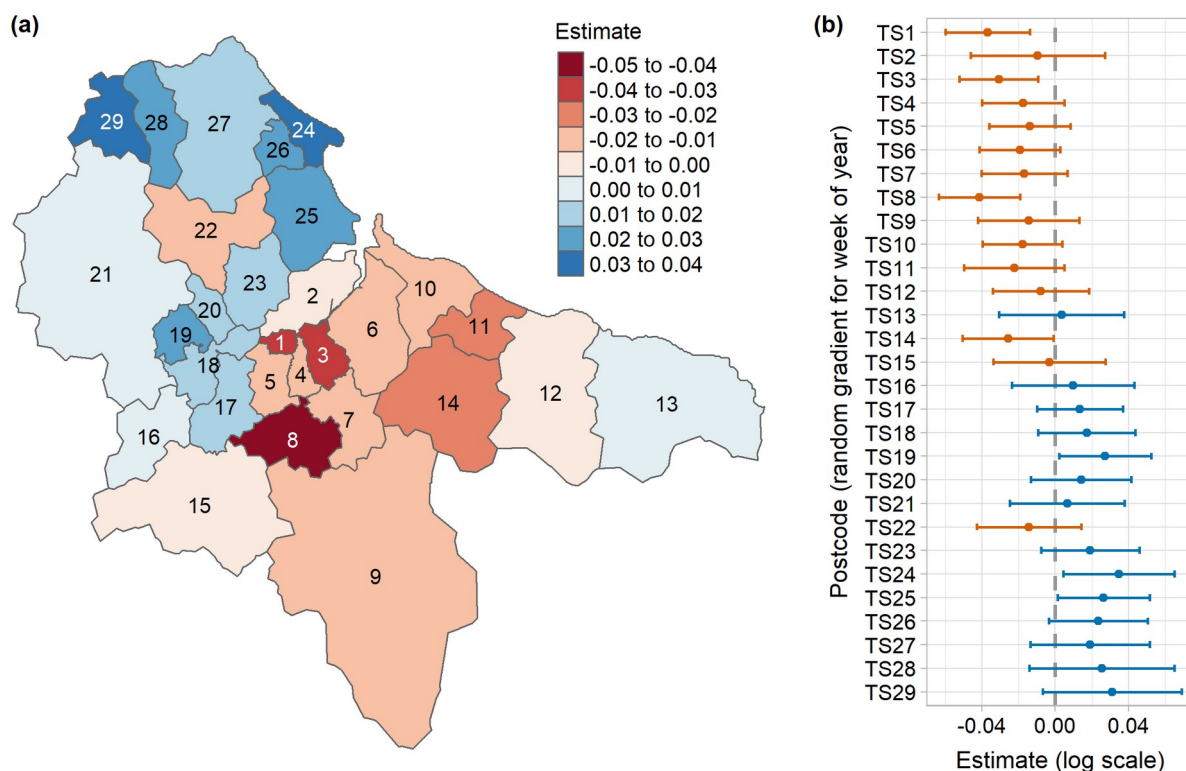 (a)
Estimate
-0.05 to -0.04
-0.04 to -0.03
-0.03 to -0.02
-0.02 to -0.01
-0.01 to 0.00
0.00 to 0.01
0.01 to 0.02
0.02 to 0.03
0.03 to 0.04
29
28
27
24
26
25
22
21
23
2
20
10
19
6
11
1
3
18
5
4
14
12
13
17
7
16
8
15
9
(b)
Postcode (random gradient for week of year)
TS1
TS2
TS3
TS4
TS5
TS6
TS7
TS8
TS9
TS10
TS11
TS12
TS13
TS14
TS15
TS16
TS17
TS18
TS19
TS20
TS21
TS22
TS23
TS24
TS25
TS26
TS27
TS28
TS29
-0.04 0.00 0.04
Estimate (log scale)